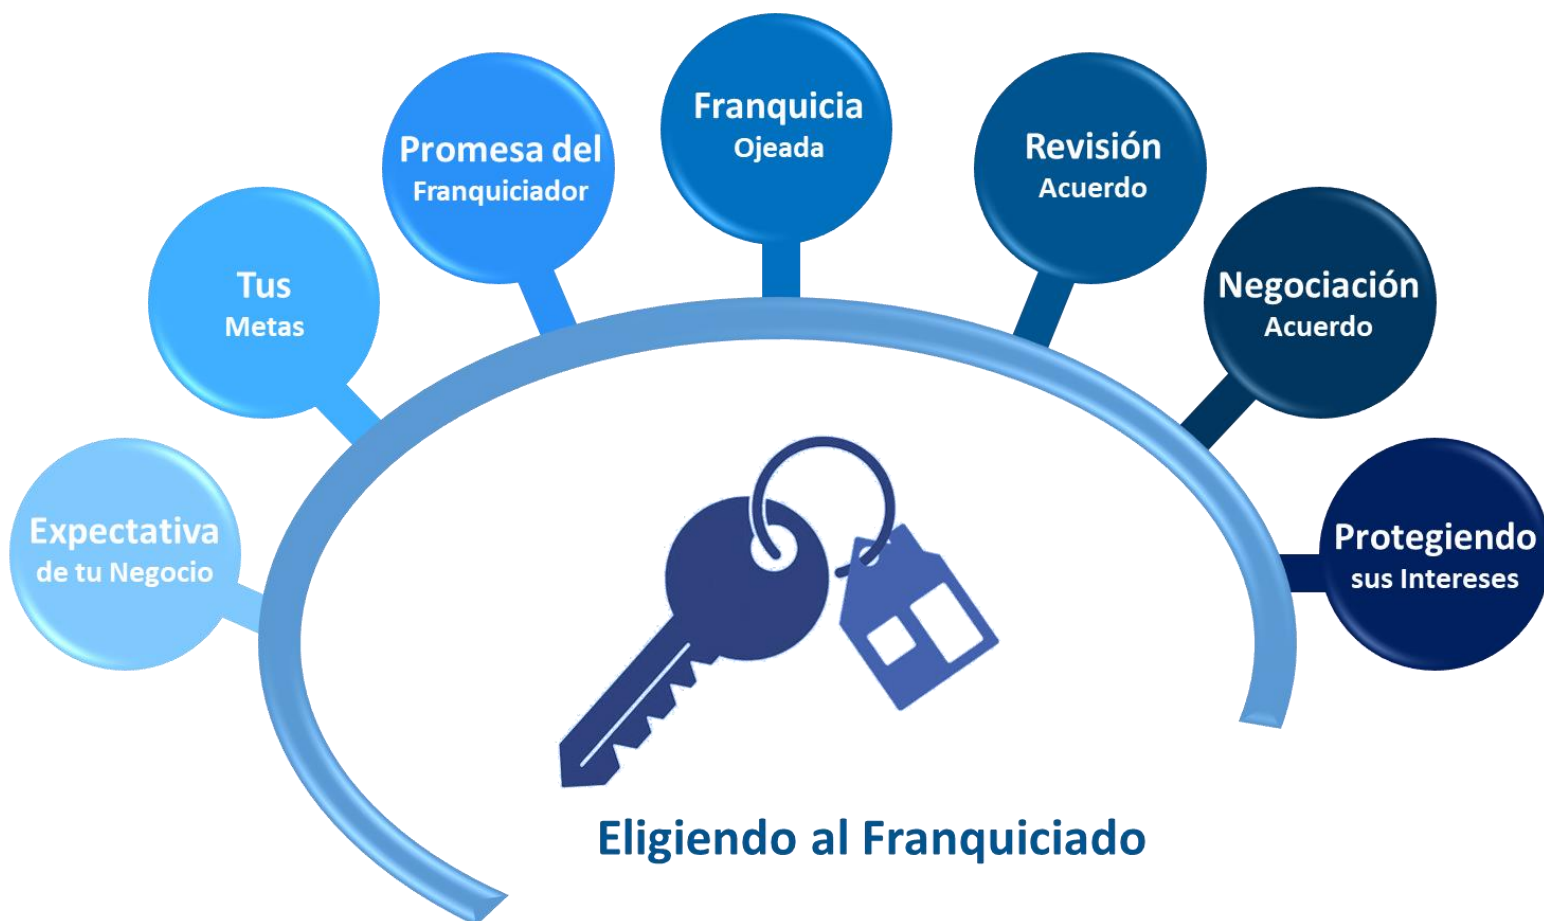 Expectativa
de tu Negocio
Tus
Metas
Promesa del
Franquiciador
Franquicia
Ojeada
Revisión
Acuerdo
Negociación
Acuerdo
Protegiendo
sus Intereses
Eligiendo al Franquiciado